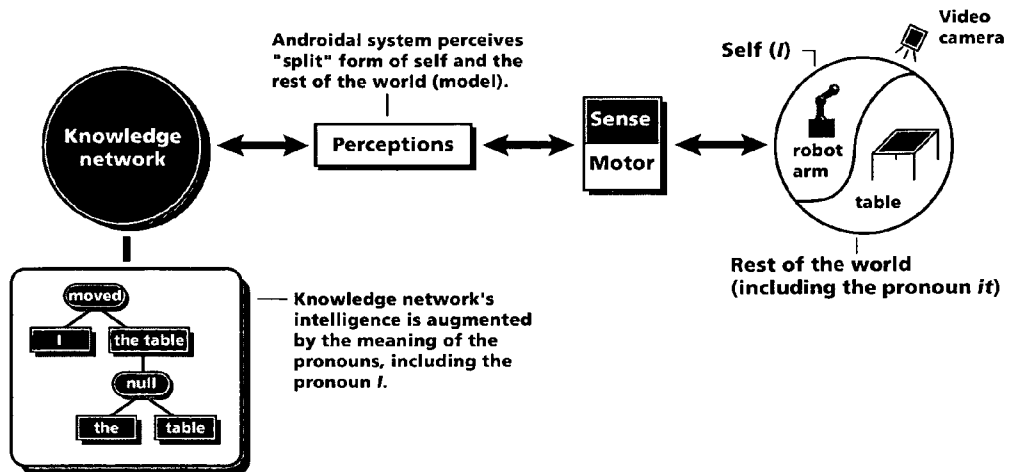 Androidal system perceives
"split" form of self and the
rest of the world (model).
Knowledge
network
Perceptions
Sense
Motor
Self (I)
Video
camera
robot
arm
table
Rest of the world
(including the pronoun it)
moved
I
the table
null
the
table
Knowledge network's
intelligence is augmented
by the meaning of the
pronouns, including the
pronoun I.